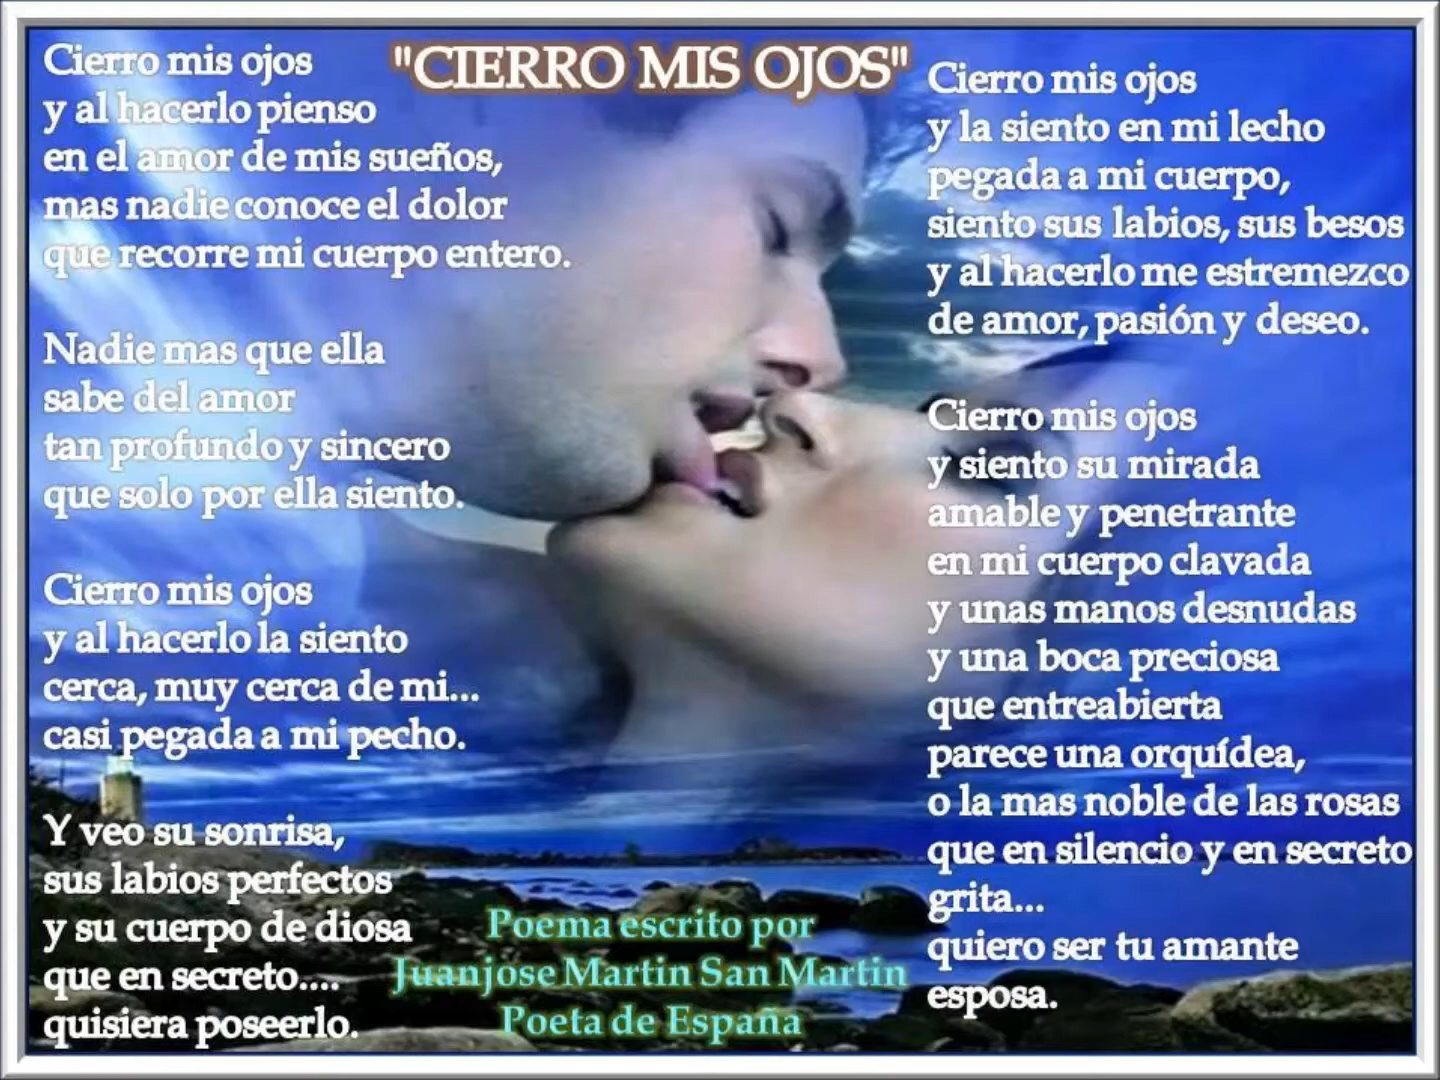 "CIERRO MIS OJOS"
Cierro mis ojos
y al hacerlo pienso
en el amor de mis sueños,
mas nadie conoce el dolor
que recorre mi cuerpo entero.
Nadie mas que ella
sabe del amor
tan profundo y sincero
que solo por ella siento.
Cierro mis ojos
y al hacerlo la siento
cerca, muy cerca de mi...
casi pegada a mi pecho.
Y veo su sonrisa,
sus labios perfectos
y su cuerpo de diosa
que en secreto....
quisiera poseerlo.
Cierro mis ojos
y la siento en mi lecho
pegada a mi cuerpo,
siento sus labios, sus besos
y al hacerlo me estremezco
de amor, pasión y deseo.
Cierro mis ojos
y siento su mirada
amable y penetrante
en mi cuerpo clavada
y unas manos desnudas
y una boca preciosa
que entreabierta
parece una orquídea,
o la mas noble de las rosas
que en silencio y en secreto
grita...
quiero ser tu amante
esposa.
Poema escrito por
Juanjose Martin San Martin
Poeta de España